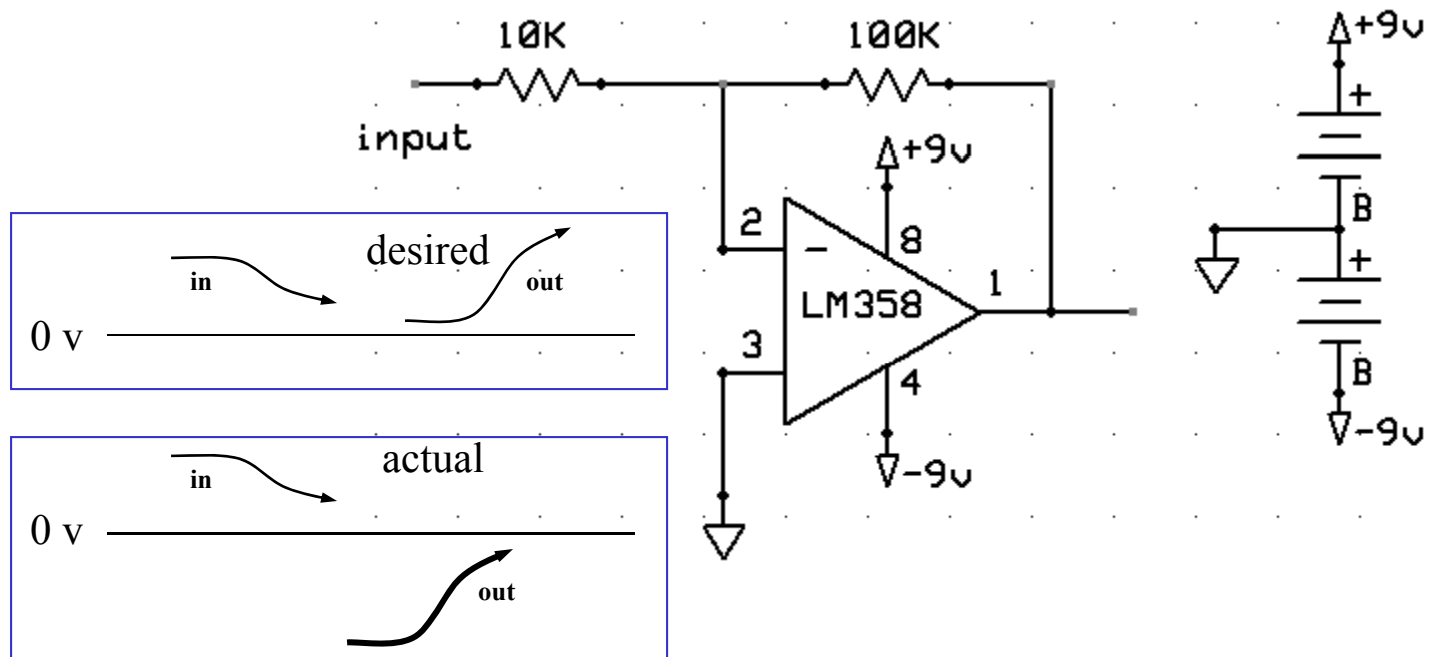 10K
100K
+9v
input
+9v
+
B
+
B
-9v
2
-
8
LM358
1
3
4
-9v
desired
in
out
0 v
actual
in
0 v
out